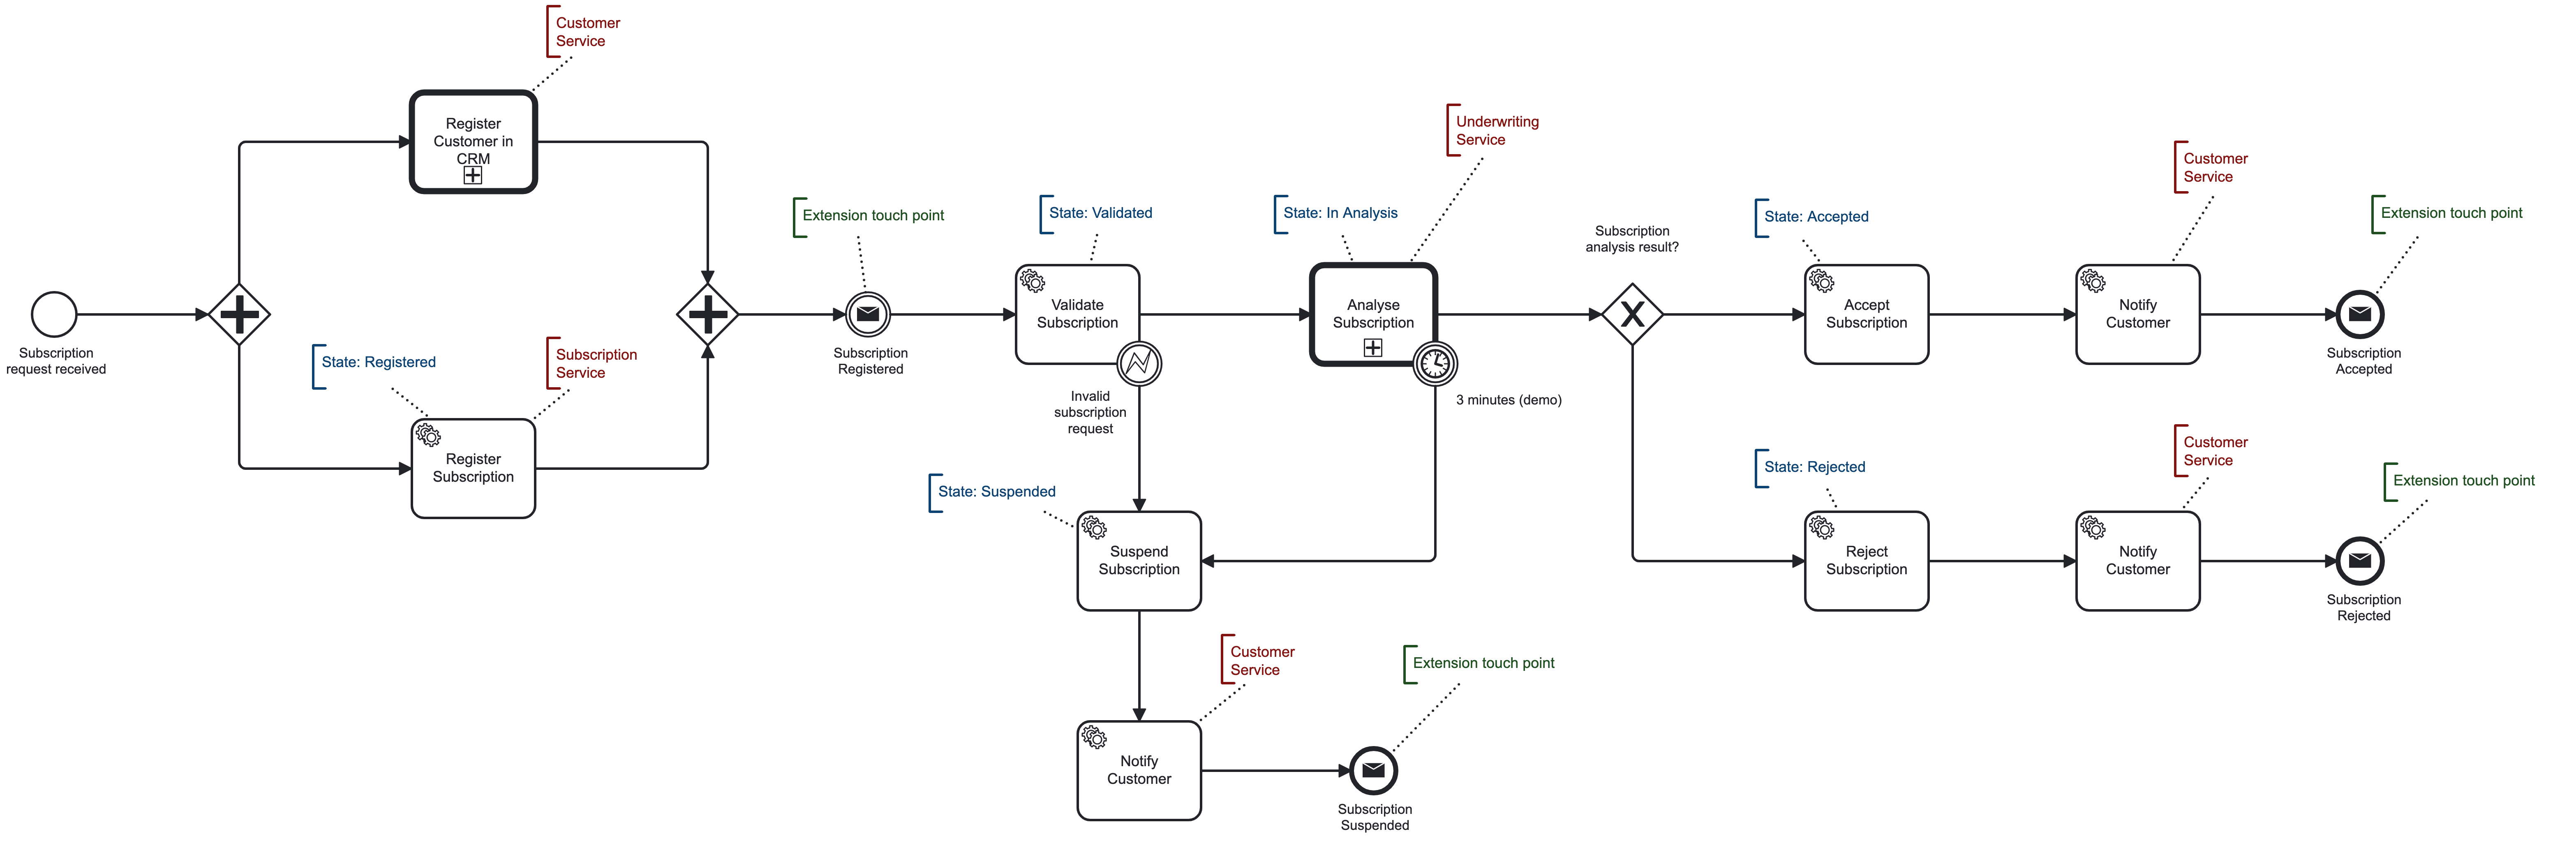 Customer
Service
Register
Customer in
CRM
Subscription
request received
State: Registered
Subscription
Service
Register
Subscription
Extension touch point
Subscription
Registered
State: Validated
Validate
Subscription
Invalid
subscription
request
State: In Analysis
Underwriting
Service
Analyse
Subscription
3 minutes (demo)
State: Suspended
Suspend
Subscription
Customer
Service
Notify
Customer
Extension touch point
Subscription
Suspended
Subscription
analysis result?
State: Accepted
Accept
Subscription
Customer
Service
Notify
Customer
Extension touch point
Subscription
Accepted
State: Rejected
Reject
Subscription
Customer
Service
Notify
Customer
Extension touch point
Subscription
Rejected